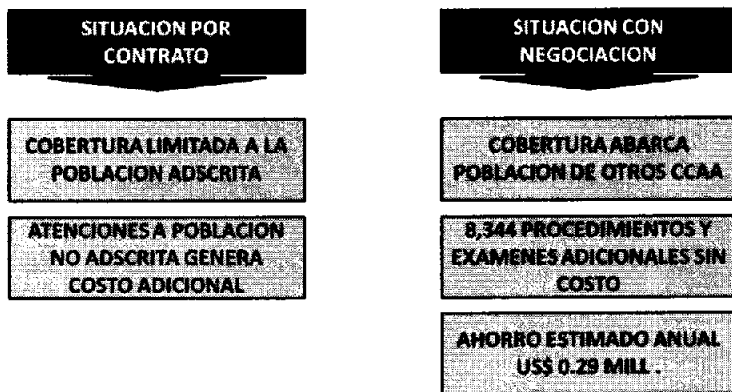 SITUACION POR
CONTRATO
COBERTURA LIMITADA A LA
POBLACION ADSCRITA
ATENCIONES A POBLACION
NO ADSCRITA GENERA
COSTO ADICIONAL
SITUACION CON
NEGOCIACION
COBERTURA ABARCA
POBLACION DE OTROS CCAA
8,344 PROCEDIMIENTOS Y
EXAMENES ADICIONALES SIN
COSTO
AHORRO ESTIMADO ANUAL
US$ 0.29 MILL .